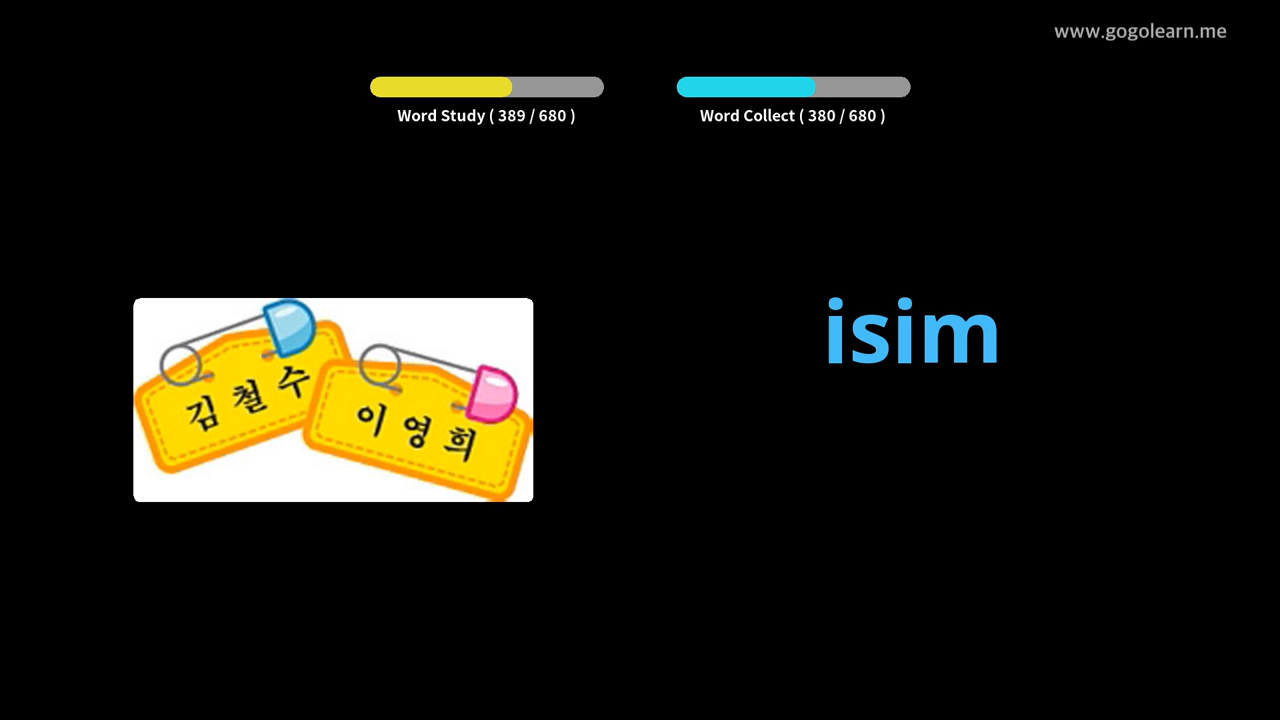 www.gogolearn.me
Word Study ( 389 / 680 )
Word Collect ( 380 / 680 )
김철수
이영희
isim